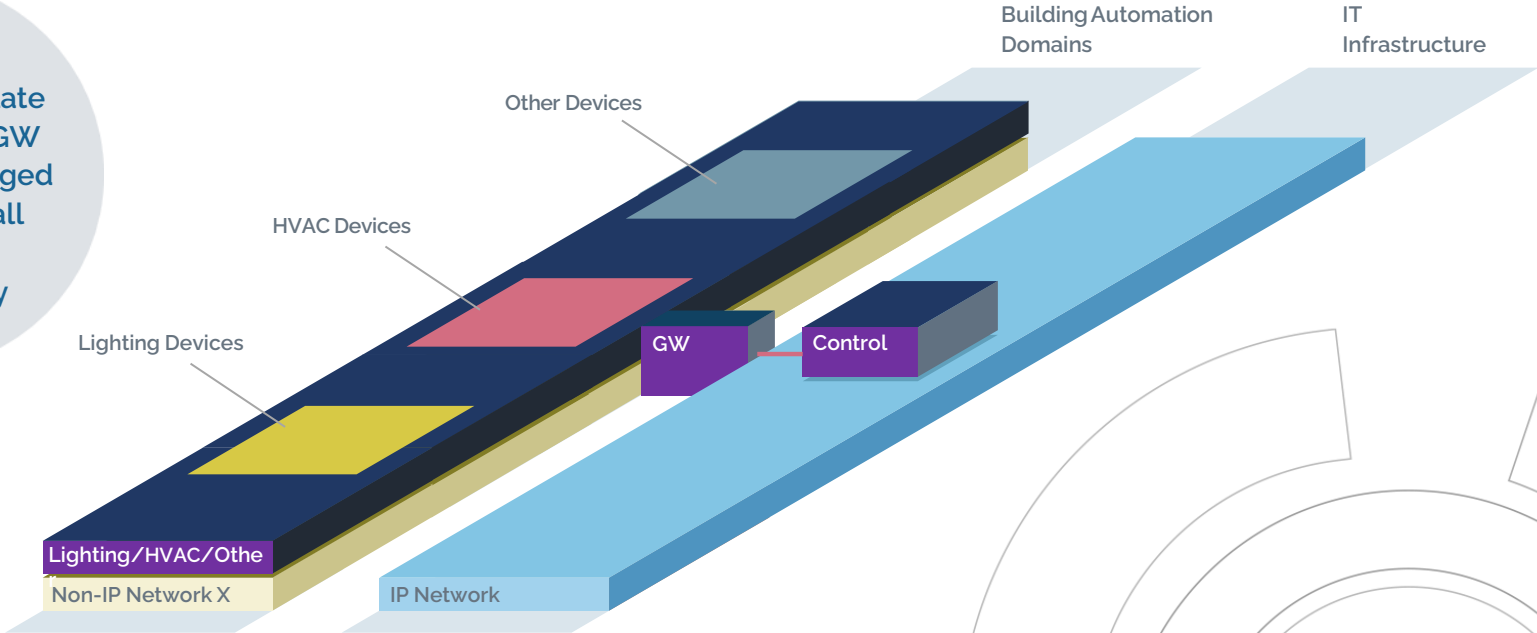 Building Automation
Domains
IT
Infrastructure
ate
GW
ged
all
y
Other Devices
HVAC Devices
Lighting Devices
GW
Control
Lighting/HVAC/Othe
r
Non-IP Network X
IP Network